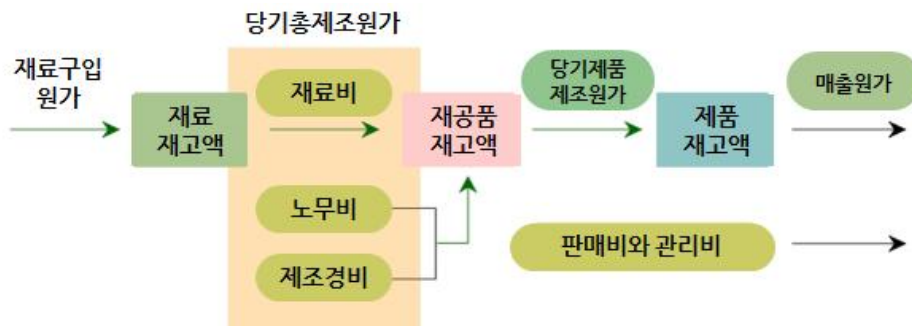 당기총제조원가
재료구입
원가
재료비
당기제품
제조원가
매출원가
재료
재고액
재공품
재고액
제품
재고액
노무비
제조경비
판매비와 관리비